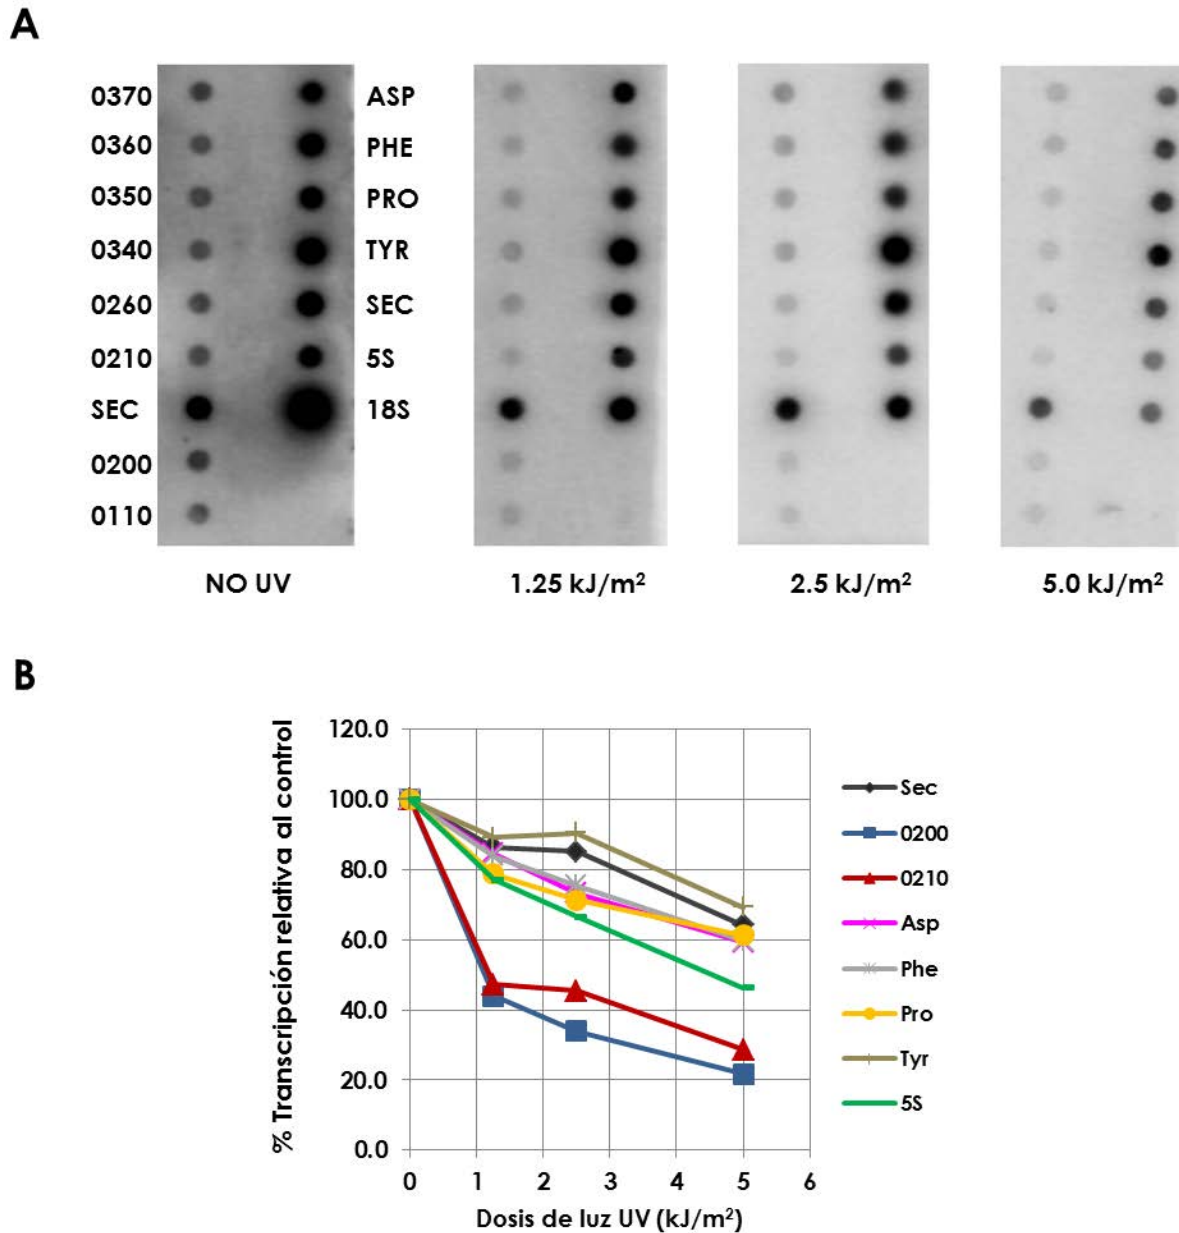 A
0370 ASP
0360 PHE
0350 PRO
0340 TYR
0260 SEC
0210 5S
SEC 18S
0200
0110
NO UV 1.25 kJ/m² 2.5 kJ/m² 5.0 kJ/m²
B
% Transcripción relativa al control
120.0
100.0
80.0
60.0
40.0
20.0
0.0
0 1 2 3 4 5 6
Dosis de luz UV (kJ/m²)
Sec
0200
0210
Asp
Phe
Pro
Tyr
5S